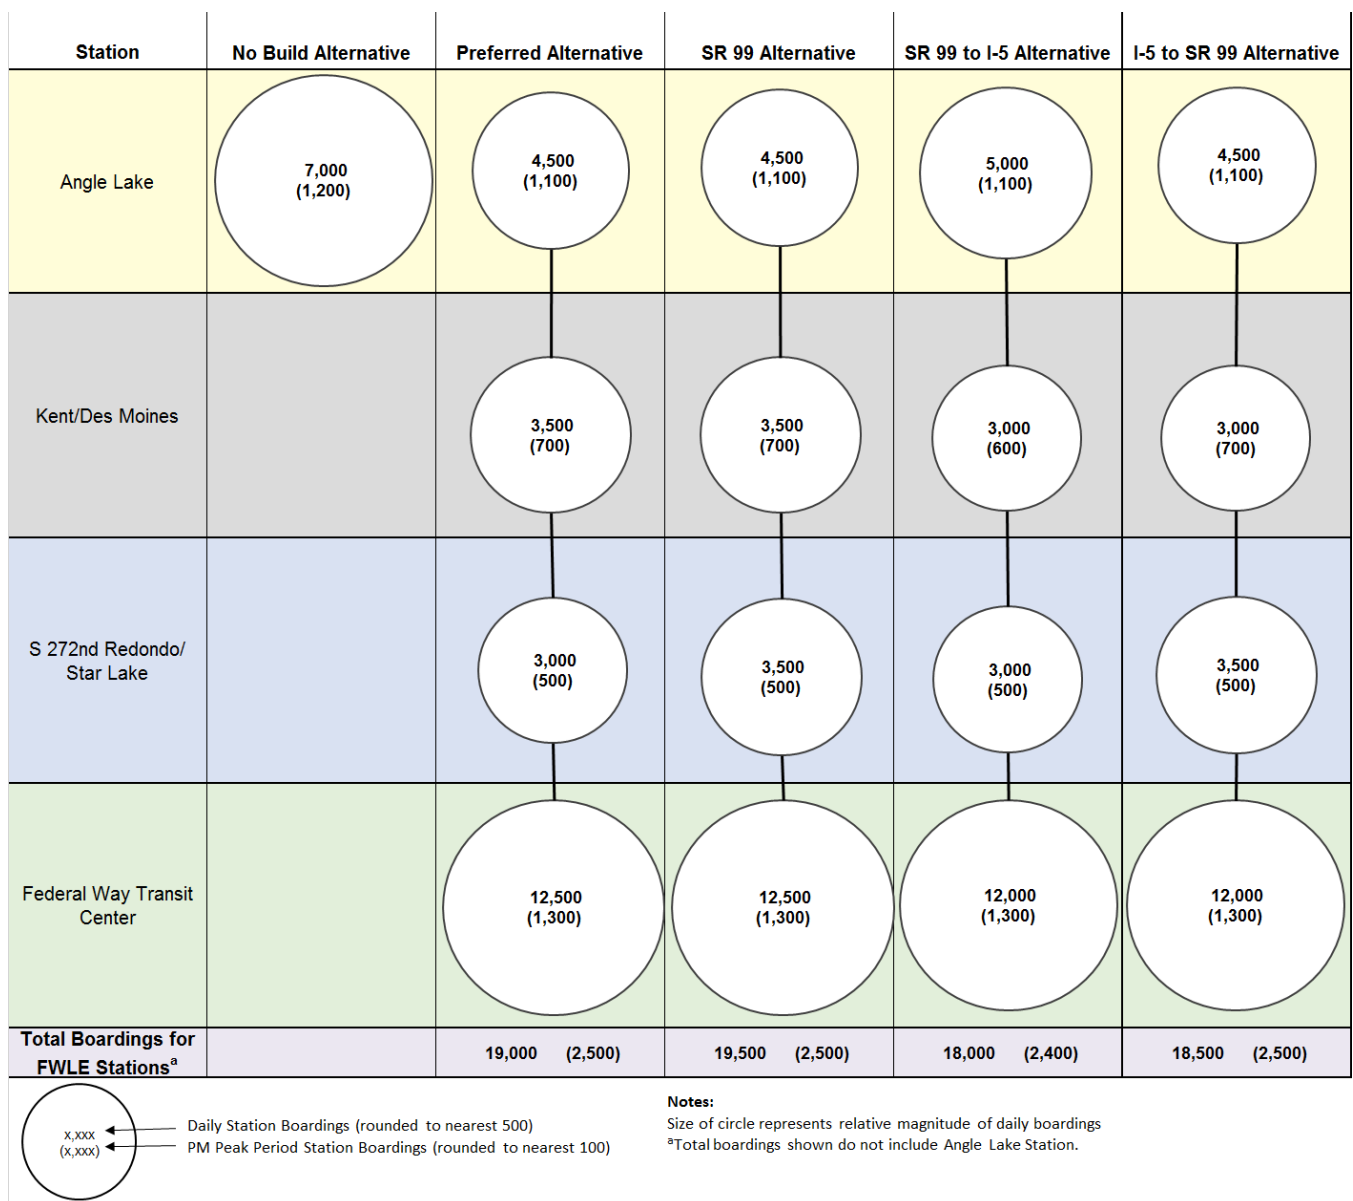 Station No Build Alternative Preferred Alternative SR 99 Alternative SR 99 to I-5 Alternative I-5 to SR 99 Alternative
Angle Lake
7,000
(1,200)
4,500
(1,100)
4,500
(1,100)
5,000
(1,100)
4,500
(1,100)
Kent/Des Moines
3,500
(700)
3,500
(700)
3,000
(600)
3,000
(700)
S 272nd Redondo/
Star Lake
3,000
(500)
3,500
(500)
3,000
(500)
3,500
(500)
Federal Way Transit
Center
12,500
(1,300)
12,500
(1,300)
12,000
(1,300)
12,000
(1,300)
Total Boardings for
FWLE Stationsᵃ
19,000 (2,500) 19,500 (2,500) 18,000 (2,400) 18,500 (2,500)
x,xxx
(x,xxx)
Daily Station Boardings (rounded to nearest 500)
PM Peak Period Station Boardings (rounded to nearest 100)
Notes:
Size of circle represents relative magnitude of daily boardings
ᵃTotal boardings shown do not include Angle Lake Station.